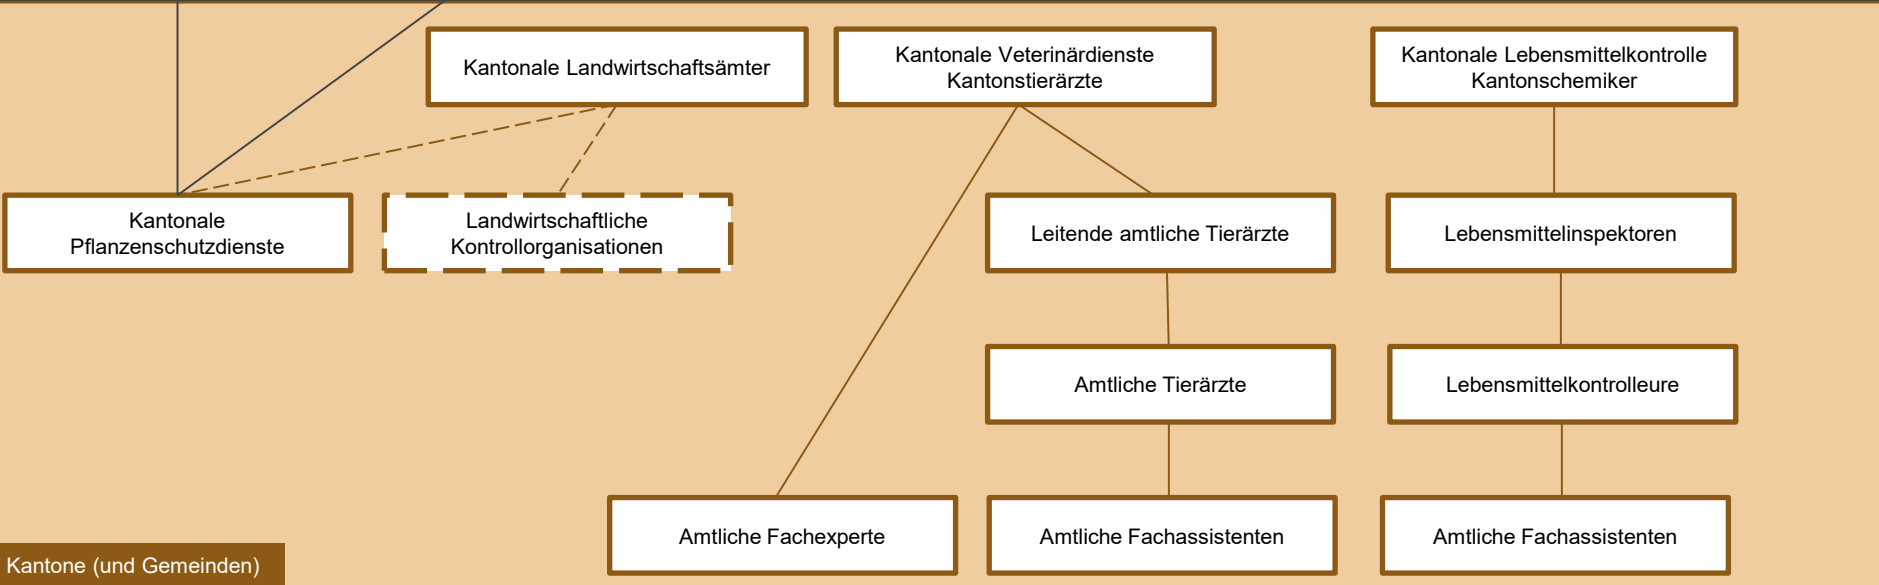 Kantonale Landwirtschaftsämter
Kantonale Veterinärdienste
Kantonstierärzte
Kantonale Lebensmittelkontrolle
Kantonschemiker
Kantonale
Pflanzenschutzdienste
Landwirtschaftliche
Kontrollorganisationen
Leitende amtliche Tierärzte
Lebensmittelinspektoren
Amtliche Tierärzte
Lebensmittelkontrolleure
Amtliche Fachexperte
Amtliche Fachassistenten
Amtliche Fachassistenten
Kantone (und Gemeinden)